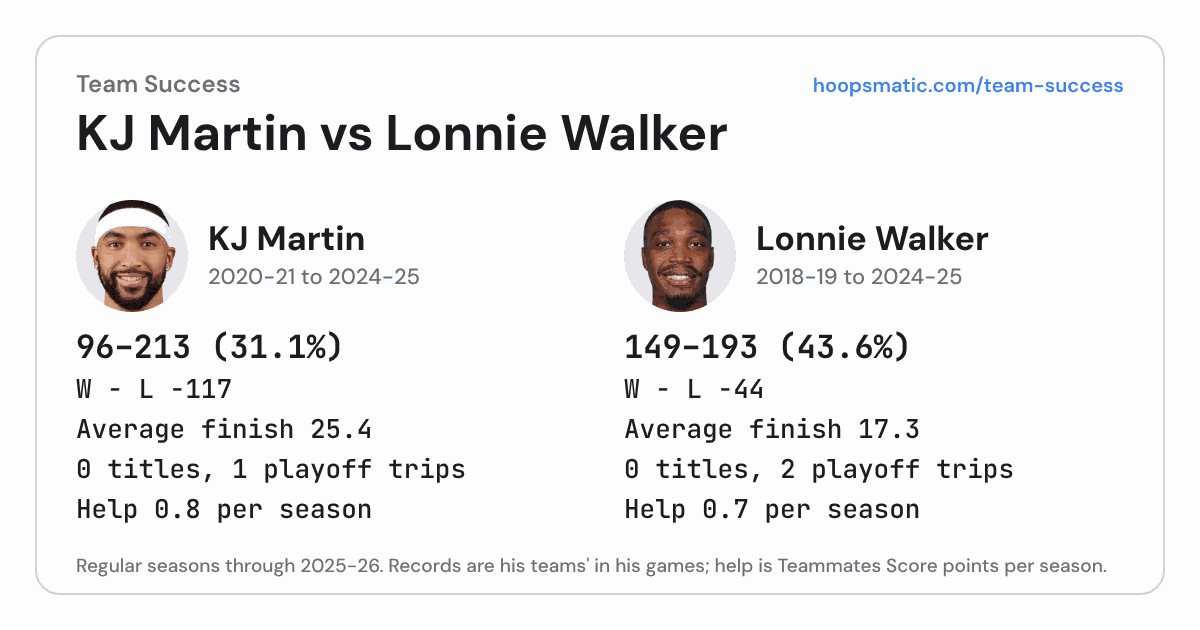 Team Success
hoopsmatic.com/team-success
KJ Martin vs Lonnie Walker
KJ Martin
2020–21 to 2024–25
96–213 (31.1%)
W - L -117
Average finish 25.4
0 titles, 1 playoff trips
Help 0.8 per season
Lonnie Walker
2018–19 to 2024–25
149–193 (43.6%)
W - L -44
Average finish 17.3
0 titles, 2 playoff trips
Help 0.7 per season
Regular seasons through 2025-26. Records are his teams' in his games; help is Teammates Score points per season.